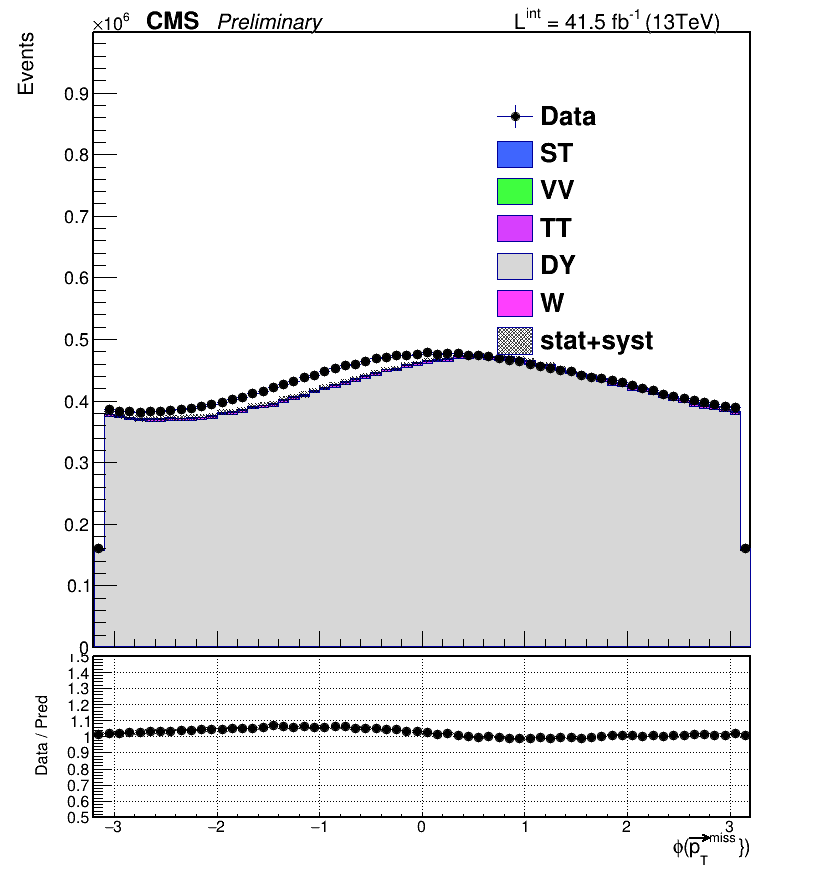 ×10⁶ CMS Preliminary L^int = 41.5 fb⁻¹ (13TeV)
Events
0.9
0.8
0.7
0.6
0.5
0.4
0.3
0.2
0.1
0
Data
ST
VV
TT
DY
W
stat+syst
Data / Pred
1.5
1.4
1.3
1.2
1.1
1
0.9
0.8
0.7
0.6
0.5
−3 −2 −1 0 1 2 3
ϕ(p⃗_T^miss})